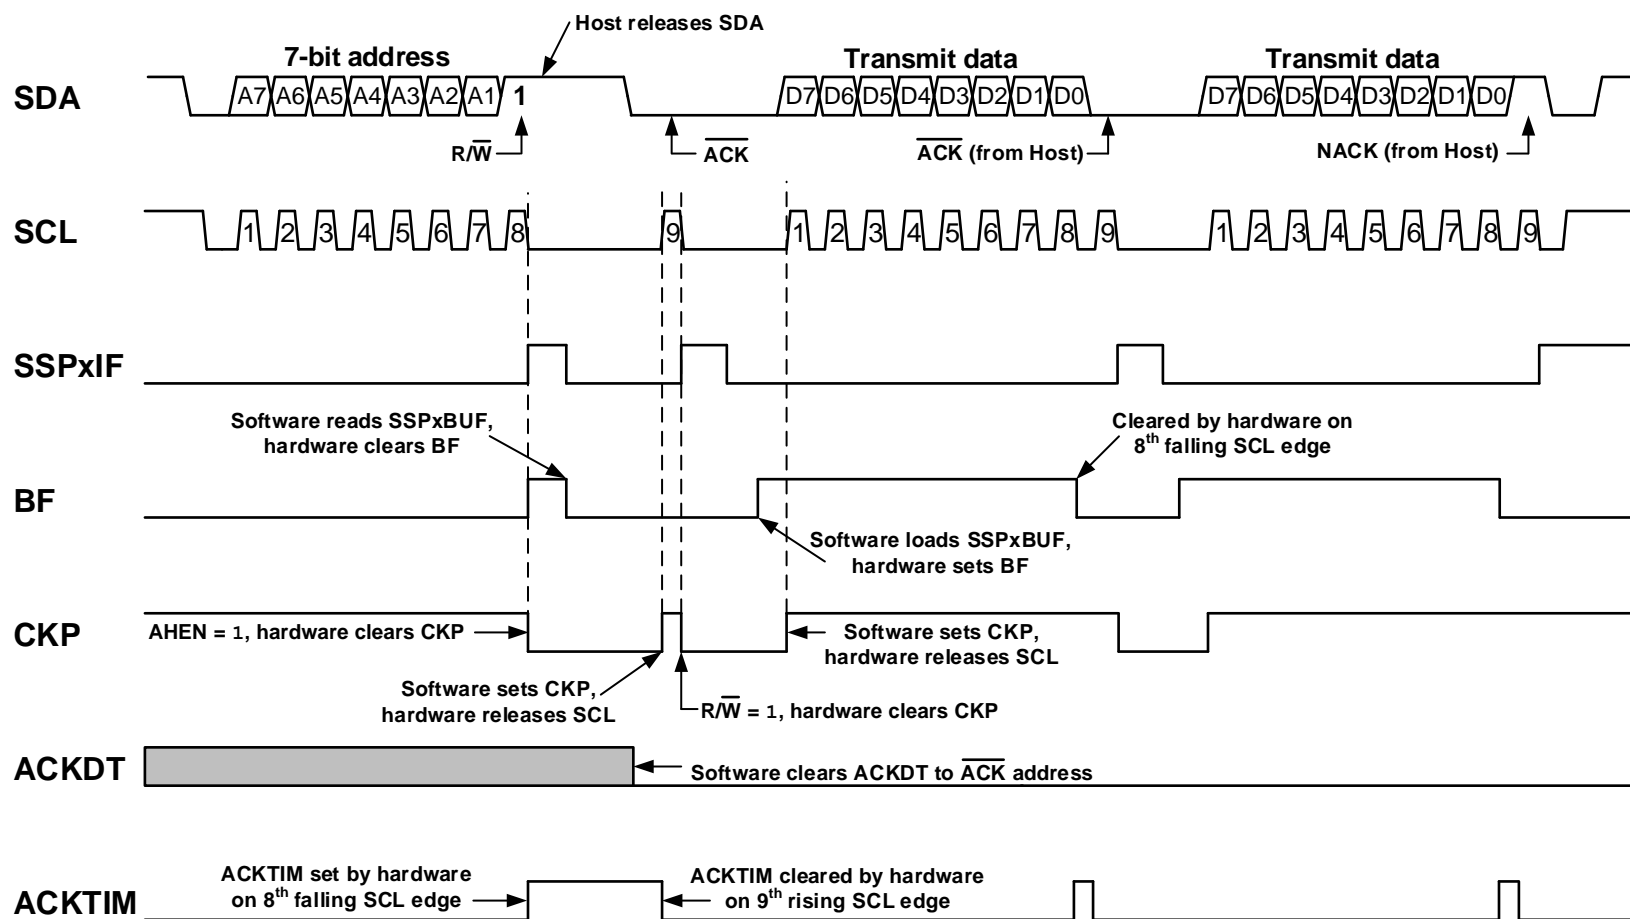 Host releases SDA
7-bit address
Transmit data
Transmit data
SDA
A7 A6 A5 A4 A3 A2 A1 1
D7 D6 D5 D4 D3 D2 D1 D0
D7 D6 D5 D4 D3 D2 D1 D0
R/W̅
A̅C̅K̅
A̅C̅K̅ (from Host)
NACK (from Host)
SCL
1 2 3 4 5 6 7 8 9
1 2 3 4 5 6 7 8 9
1 2 3 4 5 6 7 8 9
SSPxIF
Software reads SSPxBUF,
hardware clears BF
Cleared by hardware on
8th falling SCL edge
BF
Software loads SSPxBUF,
hardware sets BF
CKP
AHEN = 1, hardware clears CKP
Software sets CKP,
hardware releases SCL
Software sets CKP,
hardware releases SCL
R/W̅ = 1, hardware clears CKP
ACKDT
Software clears ACKDT to A̅C̅K̅ address
ACKTIM set by hardware
on 8th falling SCL edge
ACKTIM cleared by hardware
on 9th rising SCL edge
ACKTIM